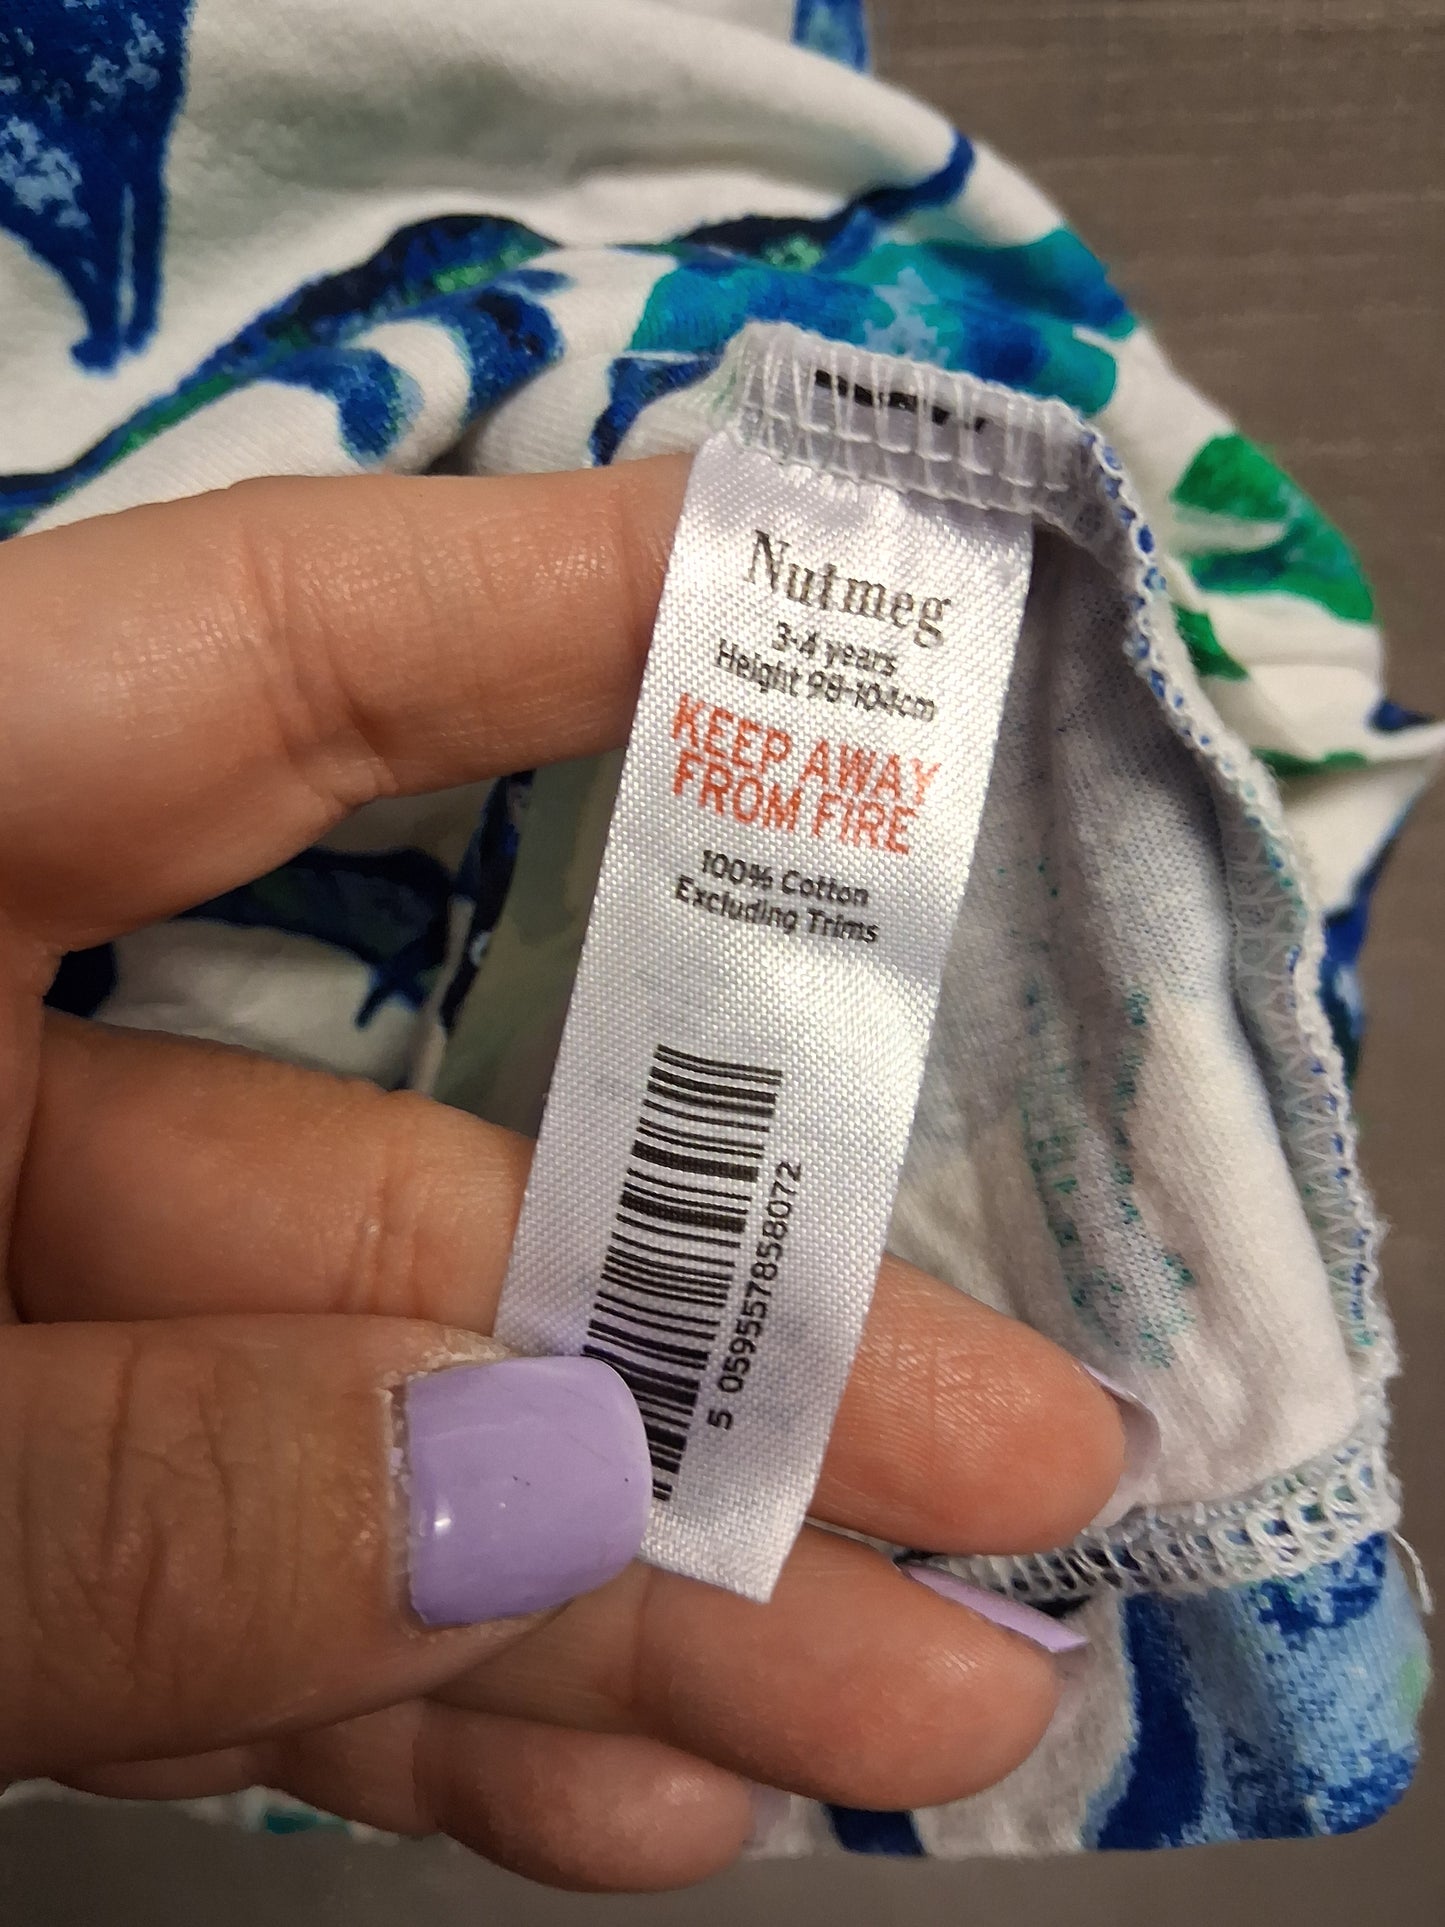 Nutmeg
3-4 years
Height 98-104cm
KEEP AWAY
FROM FIRE
100% Cotton
Excluding Trims
5 059557858072